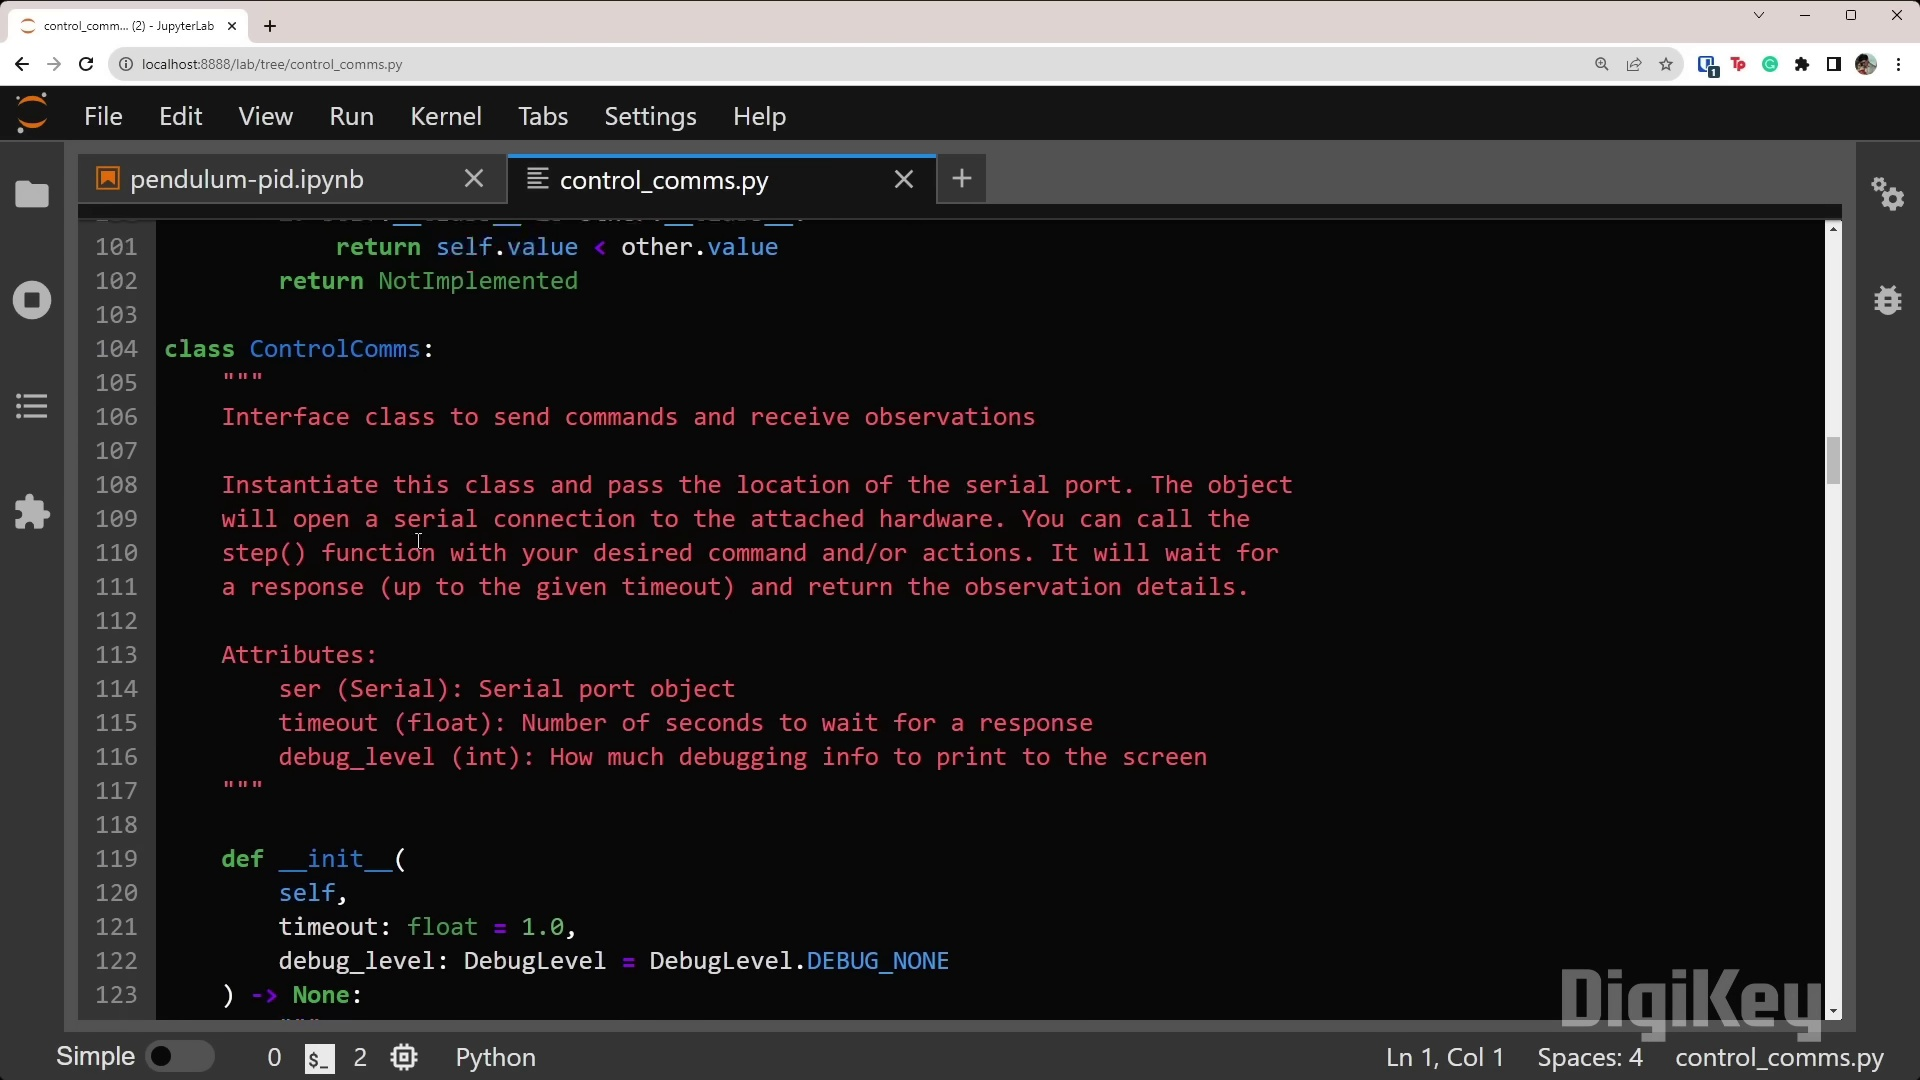 control_comm... (2) - JupyterLab
localhost:8888/lab/tree/control_comms.py
File Edit View Run Kernel Tabs Settings Help
pendulum-pid.ipynb
control_comms.py
101 return self.value < other.value
102 return NotImplemented
103
104 class ControlComms:
105 """
106 Interface class to send commands and receive observations
107
108 Instantiate this class and pass the location of the serial port. The object
109 will open a serial connection to the attached hardware. You can call the
110 step() function with your desired command and/or actions. It will wait for
111 a response (up to the given timeout) and return the observation details.
112
113 Attributes:
114 ser (Serial): Serial port object
115 timeout (float): Number of seconds to wait for a response
116 debug_level (int): How much debugging info to print to the screen
117 """
118
119 def __init__(
120 self,
121 timeout: float = 1.0,
122 debug_level: DebugLevel = DebugLevel.DEBUG_NONE
123 ) -> None:
DigiKey
Simple 0 $_ 2 Python Ln 1, Col 1 Spaces: 4 control_comms.py